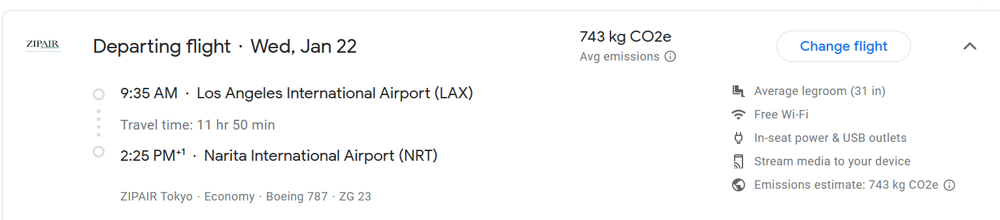 ZIPAIR
Departing flight · Wed, Jan 22
743 kg CO2e
Avg emissions
Change flight
9:35 AM · Los Angeles International Airport (LAX)
Travel time: 11 hr 50 min
2:25 PM+1 · Narita International Airport (NRT)
ZIPAIR Tokyo · Economy · Boeing 787 · ZG 23
Average legroom (31 in)
Free Wi-Fi
In-seat power & USB outlets
Stream media to your device
Emissions estimate: 743 kg CO2e